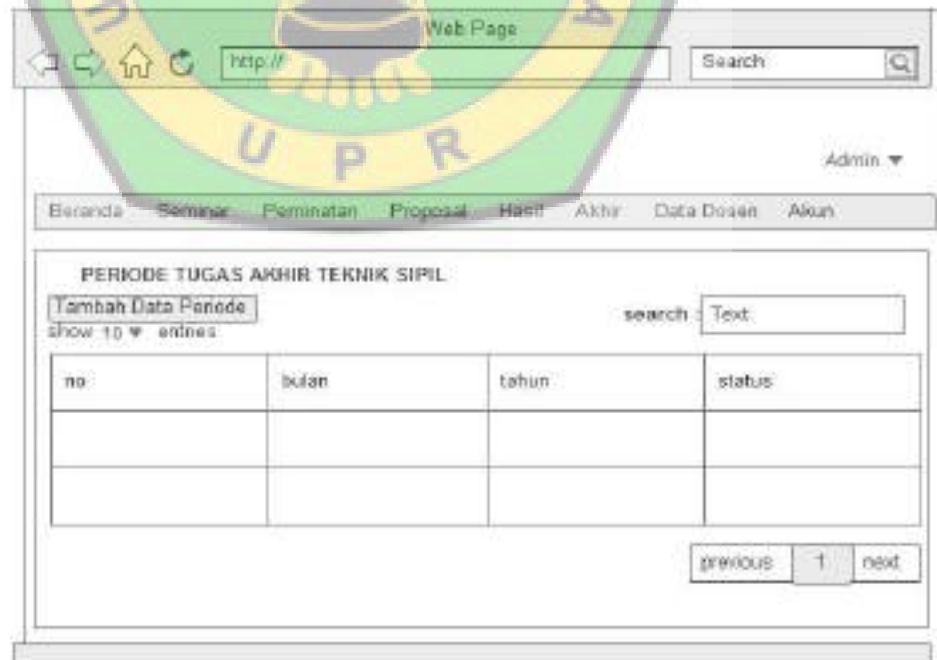 Web Page
http://
Search
U P R
Admin
Beranda Seminar Peminatan Proposal Hasil Akhir Data Dosen Akun
PERIODE TUGAS AKHIR TEKNIK SIPIL
Tambah Data Periode
show 10 entries
search : Text
no bulan tahun status
previous 1 next